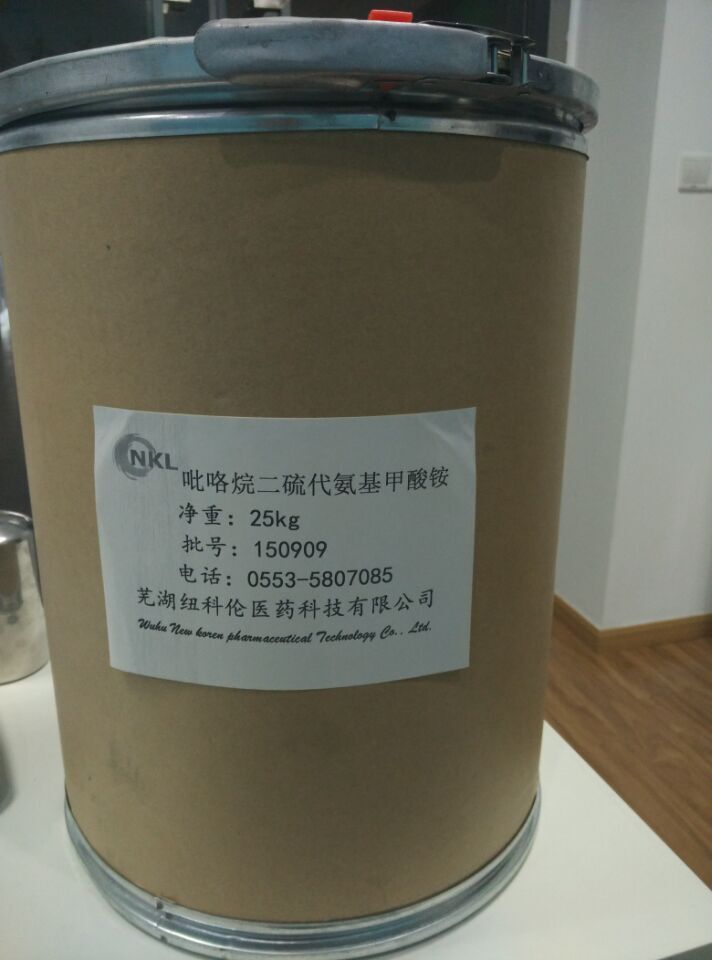 NKL
吡咯烷二硫代氨基甲酸铵
净重：25kg
批号：150909
电话：0553-5807085
芜湖纽科伦医药科技有限公司
Wuhu New koren pharmaceutical Technology Co., Ltd.